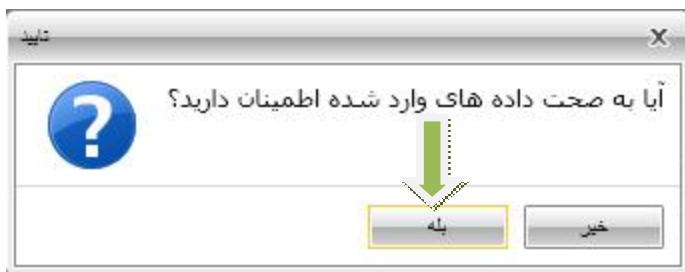 تایید
آیا به صحت داده های وارد شده اطمینان دارید؟
خیر
بله